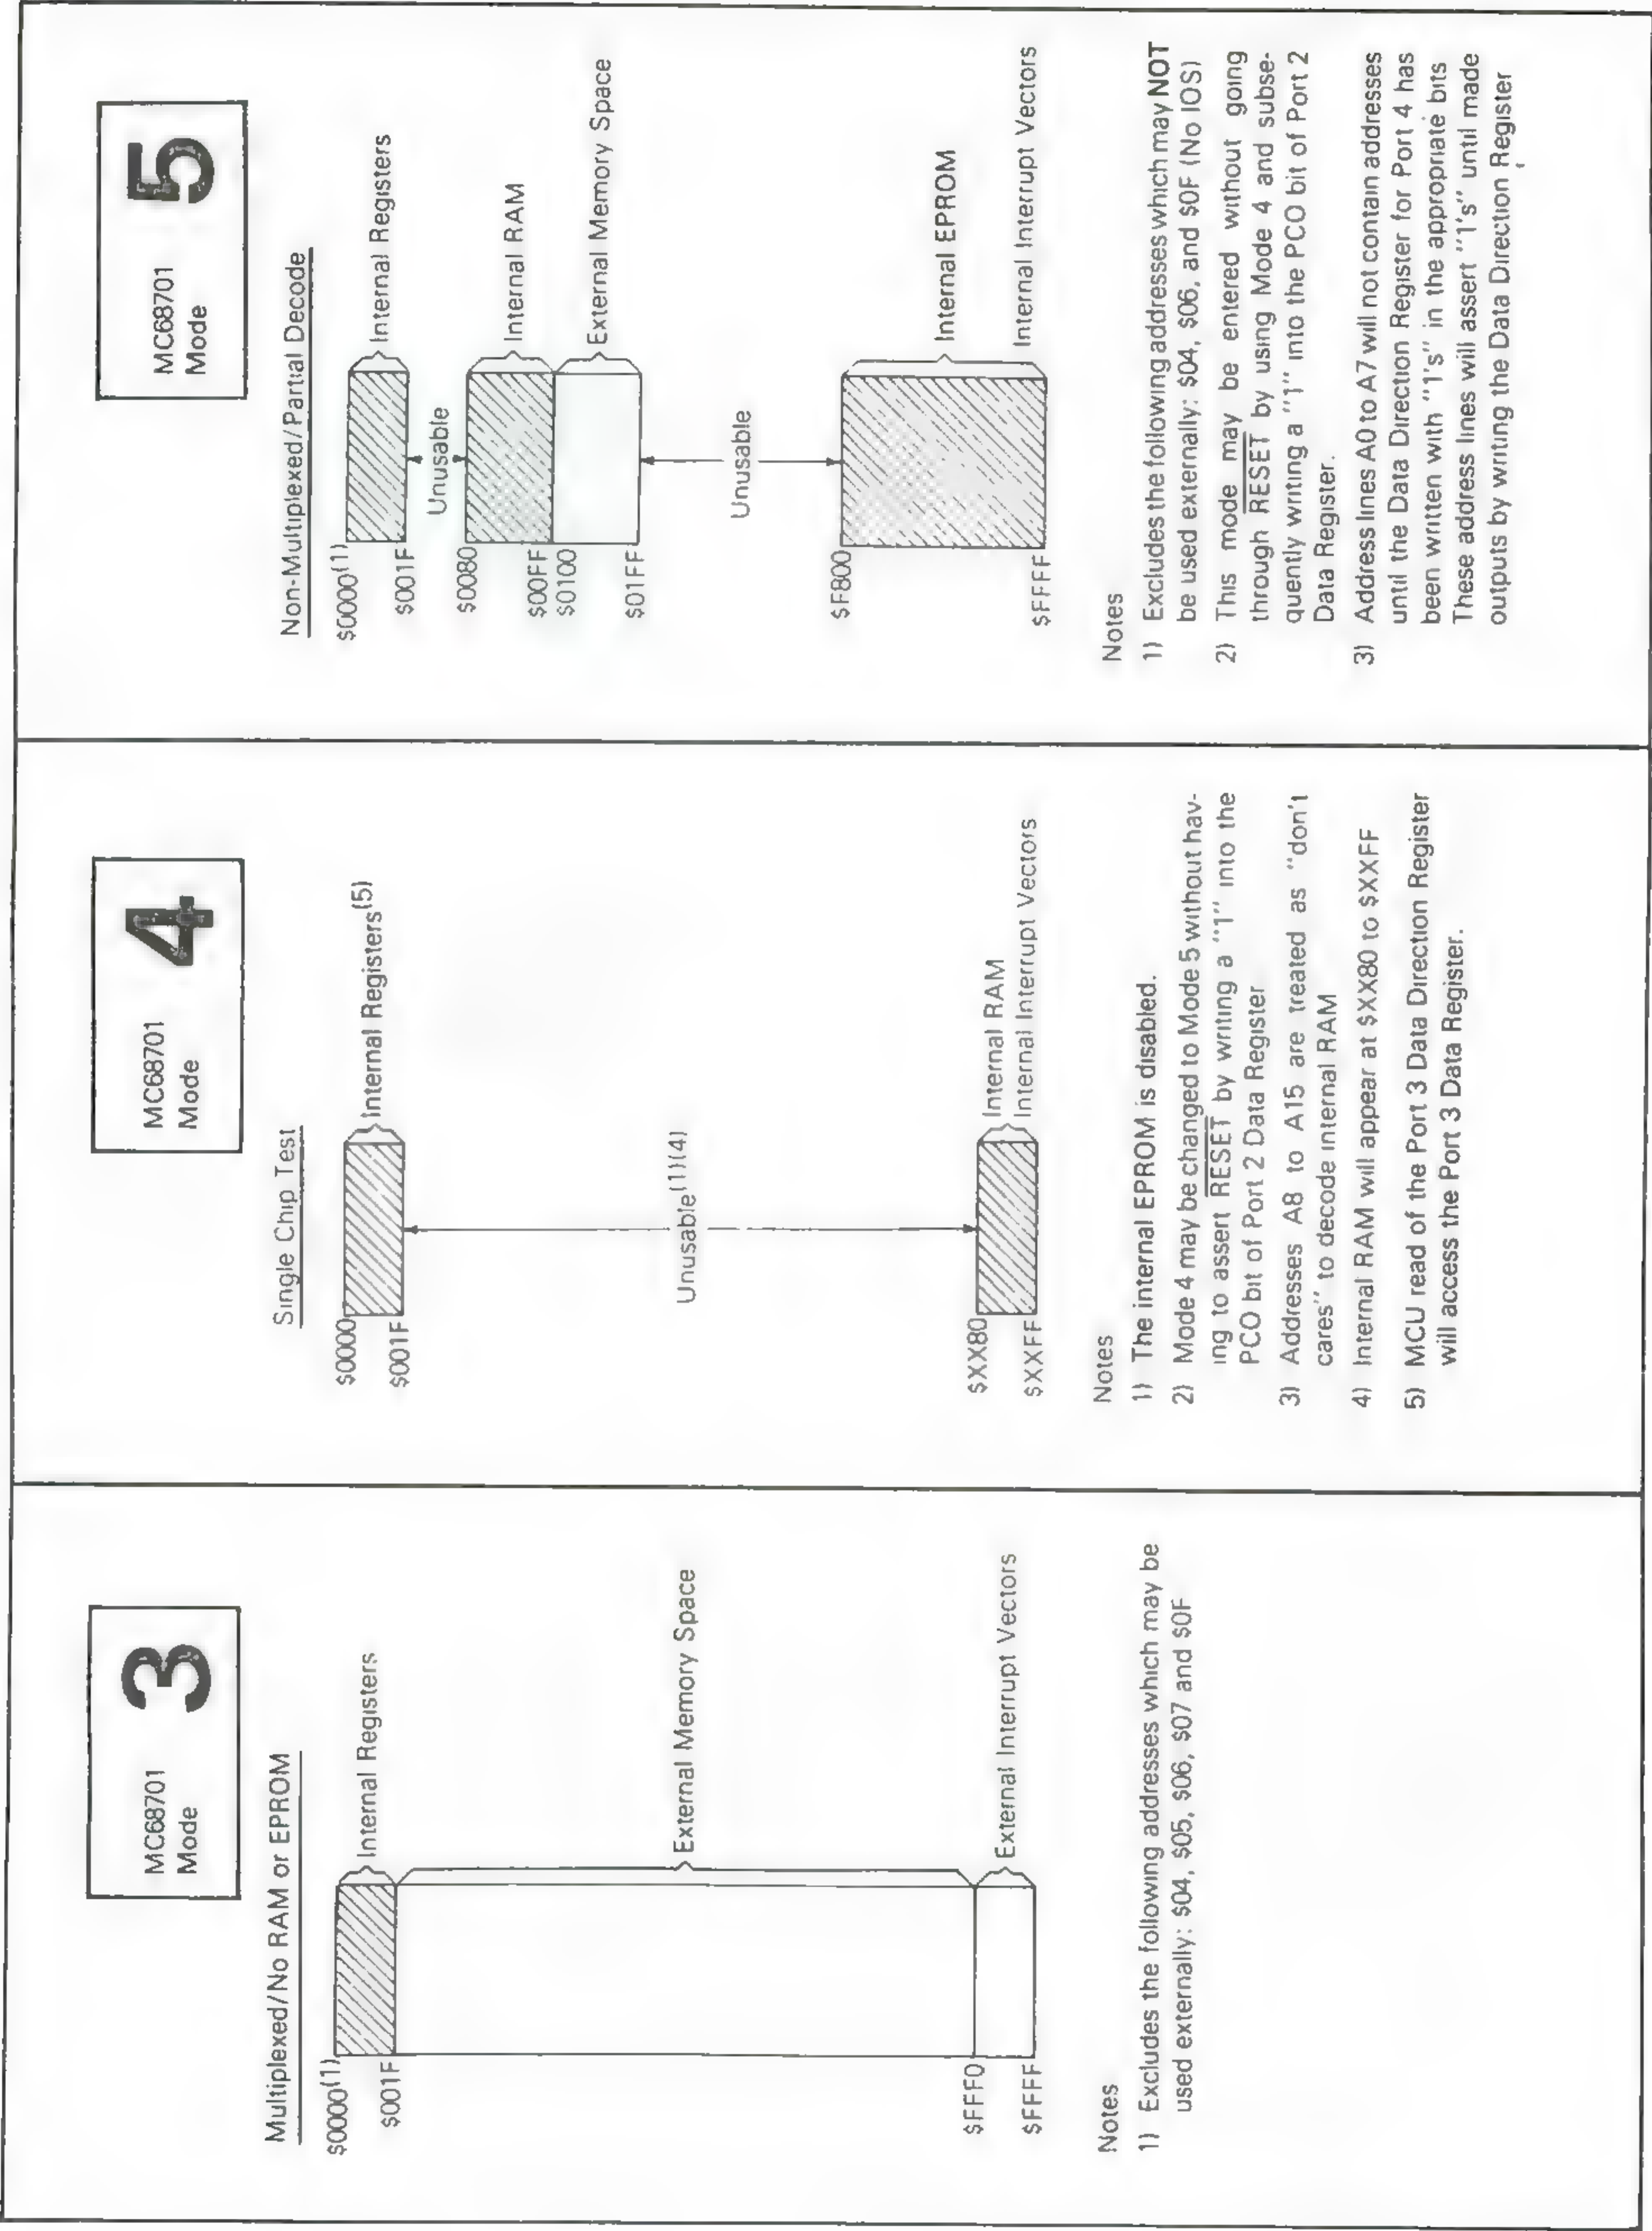 MC68701
Mode 3
Multiplexed/No RAM or EPROM
$0000(1)
Internal Registers
$001F
External Memory Space
$FFF0
External Interrupt Vectors
$FFFF
Notes
1) Excludes the following addresses which may be
used externally: $04, $05, $06, $07 and $0F
MC68701
Mode 4
Single Chip Test
$0000
Internal Registers(5)
$001F
Unusable(1)(4)
$XX80
Internal RAM
Internal Interrupt Vectors
$XXFF
Notes
1) The internal EPROM is disabled.
2) Mode 4 may be changed to Mode 5 without hav-
ing to assert RESET by writing a "1" into the
PCO bit of Port 2 Data Register
3) Addresses A8 to A15 are treated as "don't
cares" to decode internal RAM
4) Internal RAM will appear at $XX80 to $XXFF
5) MCU read of the Port 3 Data Direction Register
will access the Port 3 Data Register.
MC68701
Mode 5
Non-Multiplexed/Partial Decode
$0000(1)
Internal Registers
$001F
Unusable
$0080
Internal RAM
$00FF
$0100
External Memory Space
$01FF
Unusable
$F800
Internal EPROM
Internal Interrupt Vectors
$FFFF
Notes
1) Excludes the following addresses which may NOT
be used externally: $04, $06, and $0F (No IOS)
2) This mode may be entered without going
through RESET by using Mode 4 and subse-
quently writing a "1" into the PCO bit of Port 2
Data Register.
3) Address lines A0 to A7 will not contain addresses
until the Data Direction Register for Port 4 has
been written with "1's" in the appropriate bits
These address lines will assert "1's" until made
outputs by writing the Data Direction Register